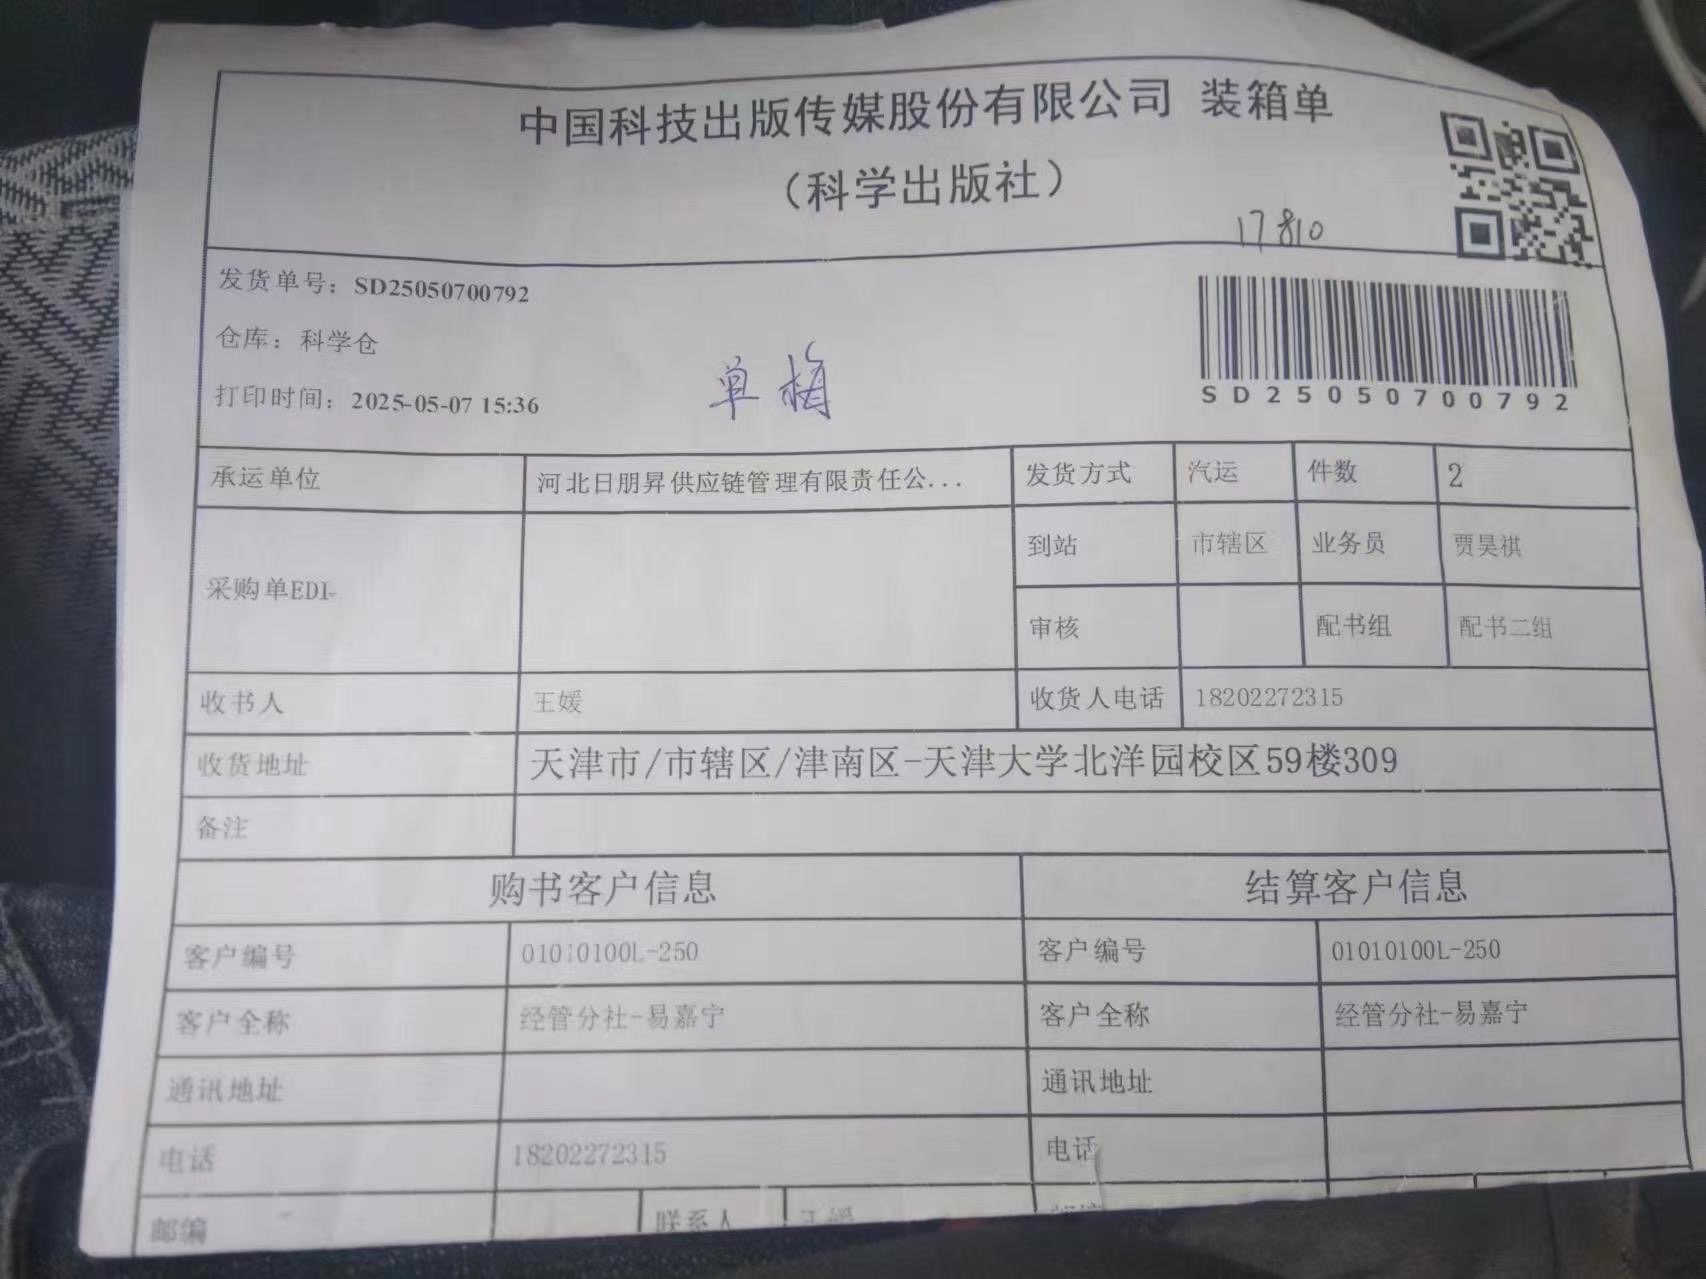 中国科技出版传媒股份有限公司 装箱单
（科学出版社）
17810
发货单号：SD25050700792
仓库：科学仓
打印时间：2025-05-07 15:36
单梅
SD25050700792
承运单位 河北日朋昇供应链管理有限责任公... 发货方式 汽运 件数 2
采购单EDI 到站 市辖区 业务员 贾昊祺
审核 配书组 配书二组
收书人 王媛 收货人电话 18202272315
收货地址 天津市/市辖区/津南区-天津大学北洋园校区59楼309
备注
购书客户信息 结算客户信息
客户编号 01010100L-250 客户编号 01010100L-250
客户全称 经管分社-易嘉宁 客户全称 经管分社-易嘉宁
通讯地址 通讯地址
电话 18202272315 电话
邮编 联系人 王媛